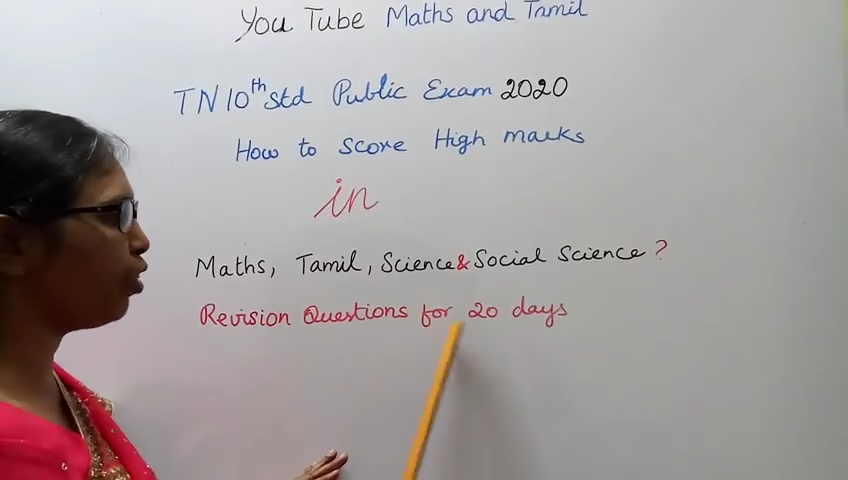 You Tube Maths and Tamil
TN 10th Std Public Exam 2020
How to score High marks
in
Maths, Tamil, Science & Social Science ?
Revision Questions for 20 days